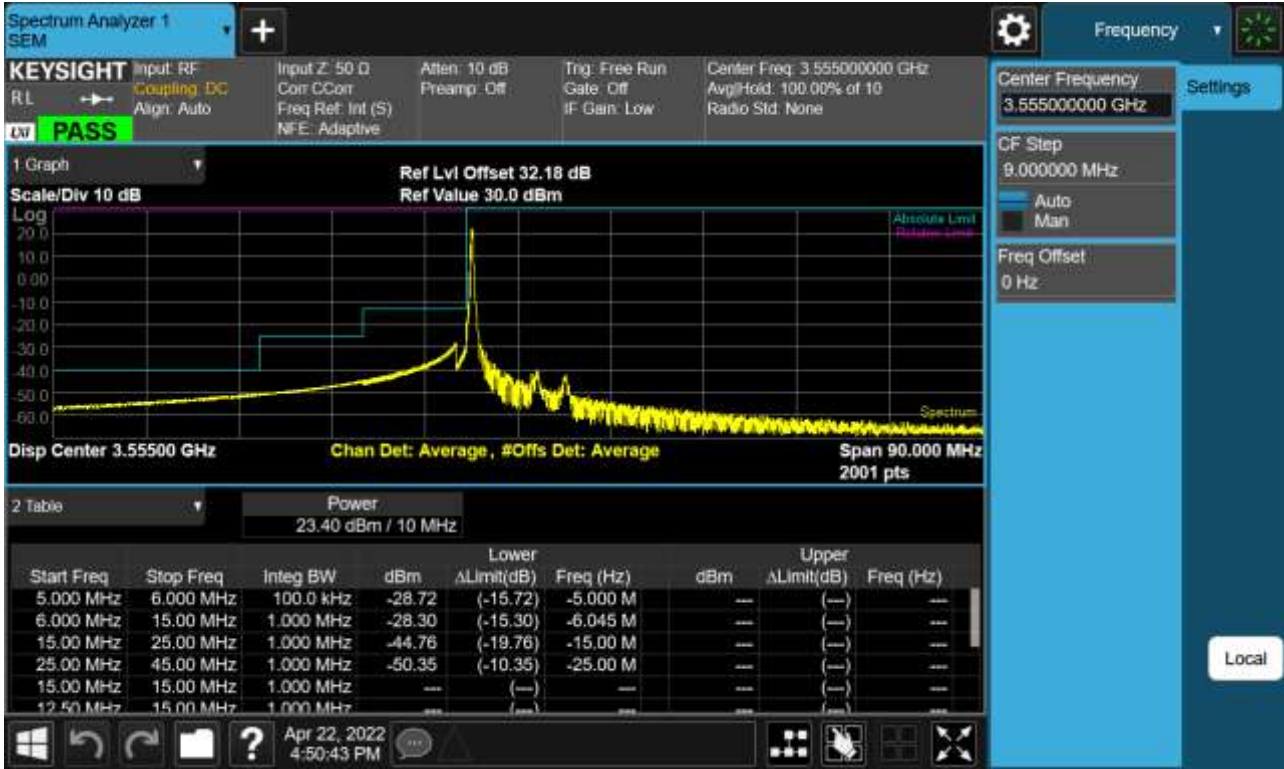 Spectrum Analyzer 1
SEM
+
Frequency
KEYSIGHT
RL
LXI PASS
Input: RF
Coupling: DC
Align: Auto
Input Z: 50 Ω
Corr CCorr
Freq Ref: Int (S)
NFE: Adaptive
Atten: 10 dB
Preamp: Off
Trig: Free Run
Gate: Off
IF Gain: Low
Center Freq: 3.555000000 GHz
Avg|Hold: 100.00% of 10
Radio Std: None
Center Frequency
3.555000000 GHz
Settings
CF Step
9.000000 MHz
Auto
Man
Freq Offset
0 Hz
1 Graph
Scale/Div 10 dB
Ref Lvl Offset 32.18 dB
Ref Value 30.0 dBm
Log
Absolute Limit
Relative Limit
20.0
10.0
0.00
-10.0
-20.0
-30.0
-40.0
-50.0
-60.0
Spectrum
Disp Center 3.55500 GHz
Chan Det: Average, #Offs Det: Average
Span 90.000 MHz
2001 pts
2 Table
Power
23.40 dBm / 10 MHz
Lower Upper
Start Freq Stop Freq Integ BW dBm ΔLimit(dB) Freq (Hz) dBm ΔLimit(dB) Freq (Hz)
5.000 MHz 6.000 MHz 100.0 kHz -28.72 (-15.72) -5.000 M --- (---) ---
6.000 MHz 15.00 MHz 1.000 MHz -28.30 (-15.30) -6.045 M --- (---) ---
15.00 MHz 25.00 MHz 1.000 MHz -44.76 (-19.76) -15.00 M --- (---) ---
25.00 MHz 45.00 MHz 1.000 MHz -50.35 (-10.35) -25.00 M --- (---) ---
15.00 MHz 15.00 MHz 1.000 MHz --- (---) --- --- (---) ---
12.50 MHz 15.00 MHz 1.000 MHz --- (---) --- --- (---) ---
Local
?
Apr 22, 2022
4:50:43 PM